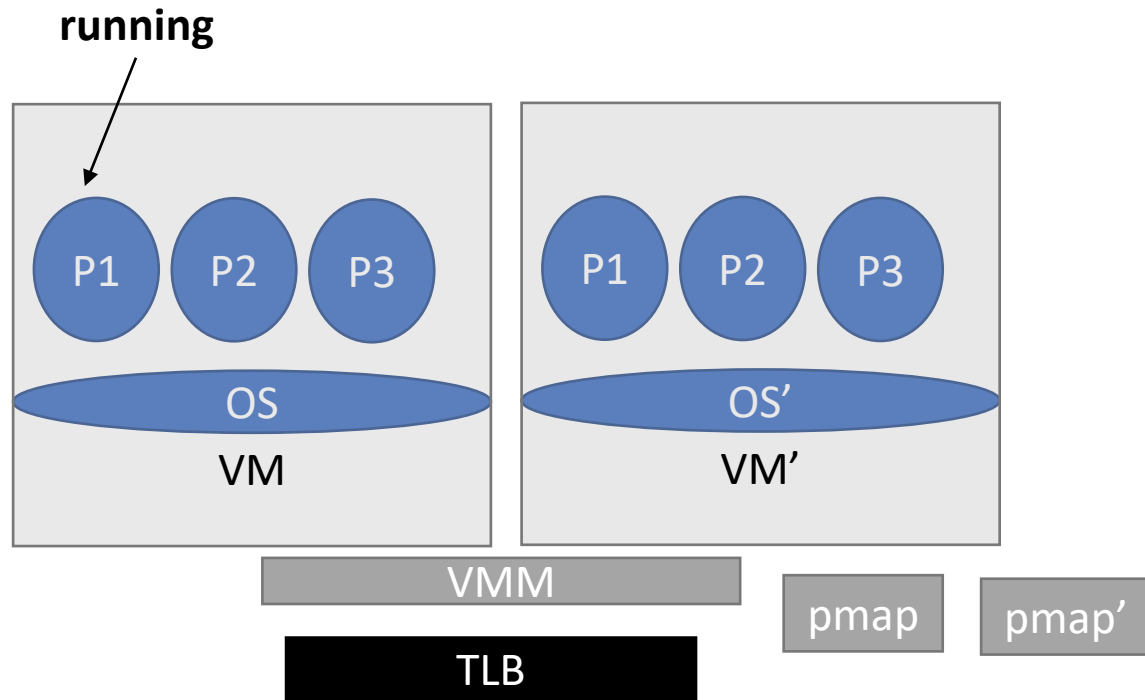 running
P1 P2 P3
P1 P2 P3
OS
OS’
VM
VM’
VMM
pmap
pmap’
TLB